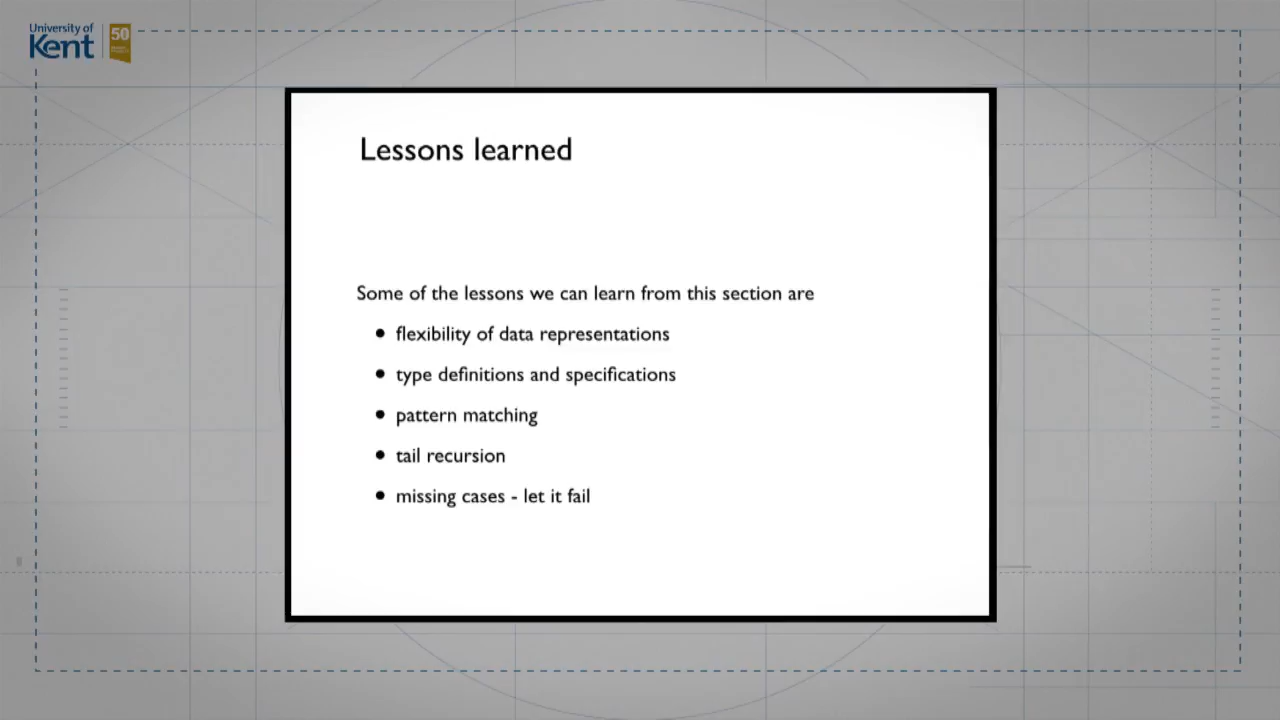 University of
Kent
50
Lessons learned
Some of the lessons we can learn from this section are
• flexibility of data representations
• type definitions and specifications
• pattern matching
• tail recursion
• missing cases - let it fail